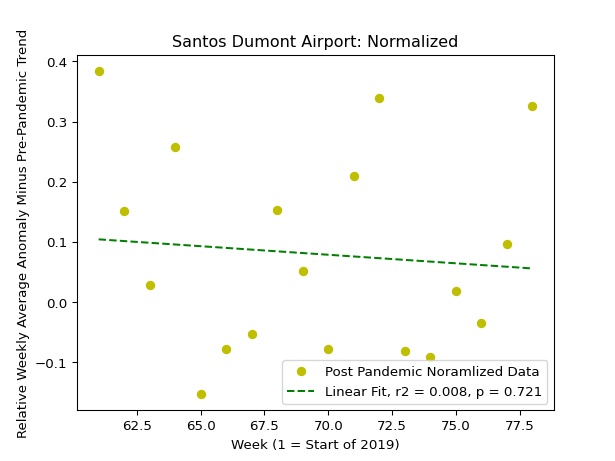 Santos Dumont Airport: Normalized
Relative Weekly Average Anomaly Minus Pre-Pandemic Trend
0.4
0.3
0.2
0.1
0.0
−0.1
Post Pandemic Noramlized Data
Linear Fit, r2 = 0.008, p = 0.721
62.5 65.0 67.5 70.0 72.5 75.0 77.5
Week (1 = Start of 2019)